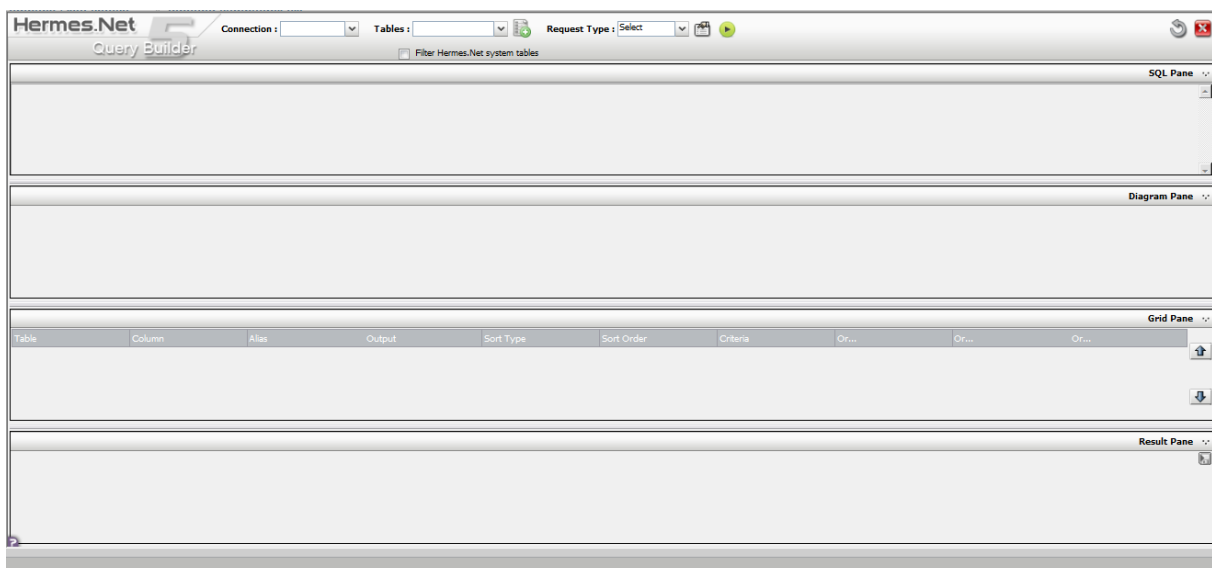 Hermes.Net 5
Connection : Tables : Request Type : Select
Query Builder
Filter Hermes.Net system tables
SQL Pane
Diagram Pane
Grid Pane
Table Column Alias Output Sort Type Sort Order Criteria Or... Or... Or...
Result Pane
?